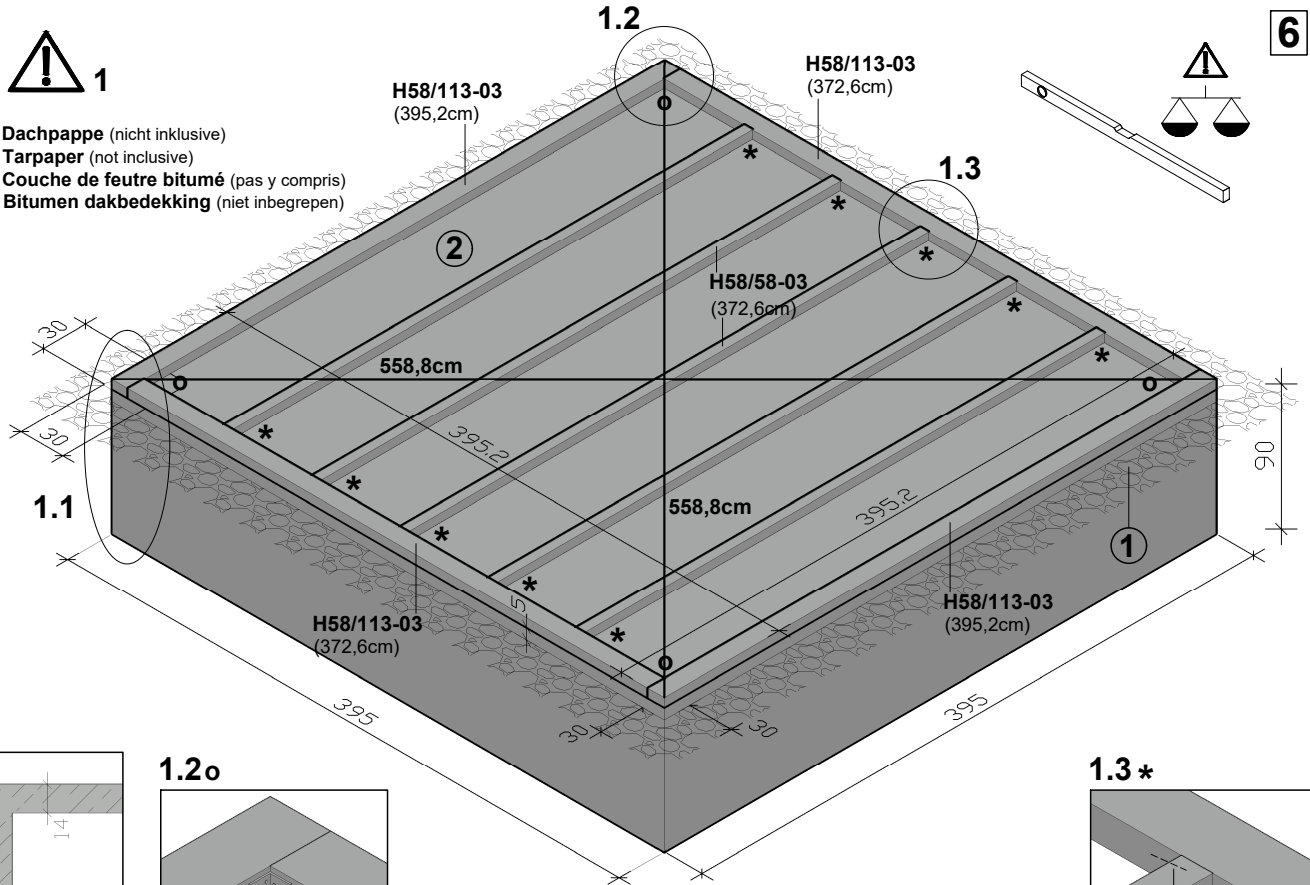 1.2
6
1
H58/113-03
(395,2cm)
H58/113-03
(372,6cm)
Dachpappe (nicht inklusive)
Tarpaper (not inclusive)
Couche de feutre bitumé (pas y compris)
Bitumen dakbedekking (niet inbegrepen)
1.3
*
*
2
*
H58/58-03
(372,6cm)
*
30
*
558,8cm
o
o
o
30
*
395.2
90
*
1.1
558,8cm
395.2
*
1
*
5
H58/113-03
(372,6cm)
H58/113-03
(395,2cm)
*
o
395
30
30
395
1.2o
1.3*
14